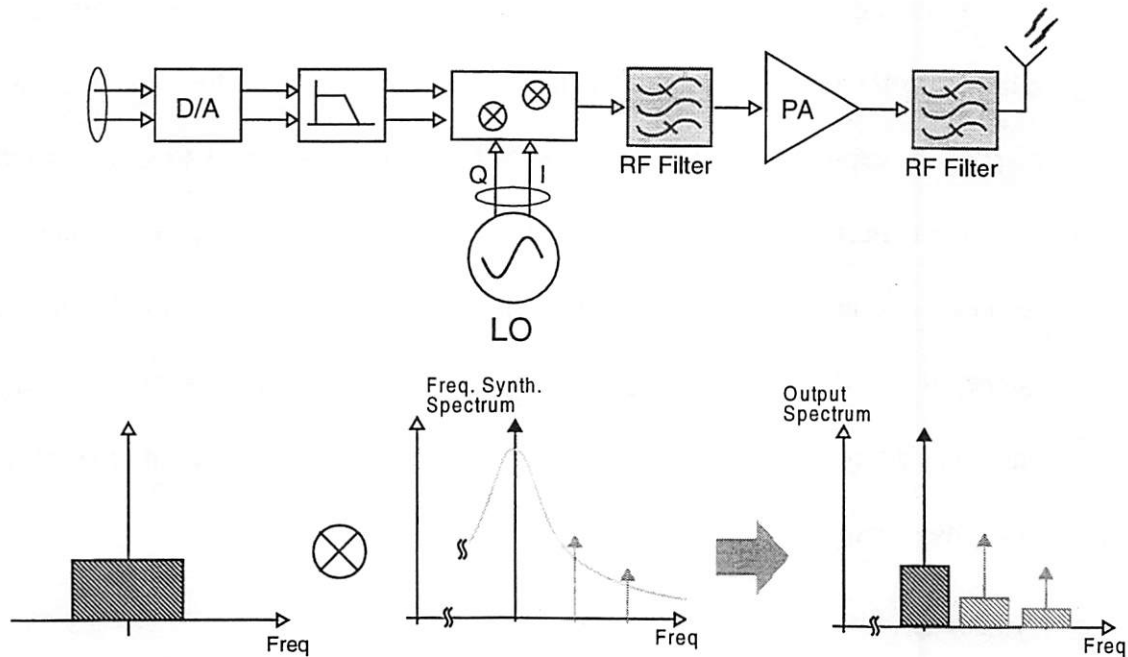 D/A
PA
RF Filter
RF Filter
Q
I
LO
Freq. Synth.
Spectrum
Output
Spectrum
Freq
Freq
Freq